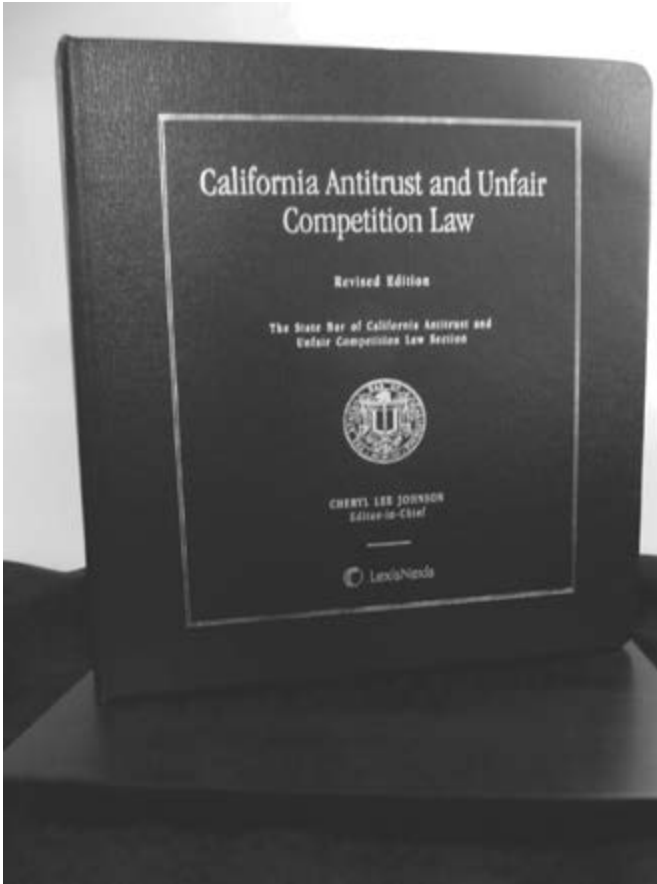 California Antitrust and Unfair
Competition Law
Revised Edition
The State Bar of California Antitrust and
Unfair Competition Law Section
CHERYL LEE JOHNSON
Editor-in-Chief
LexisNexis